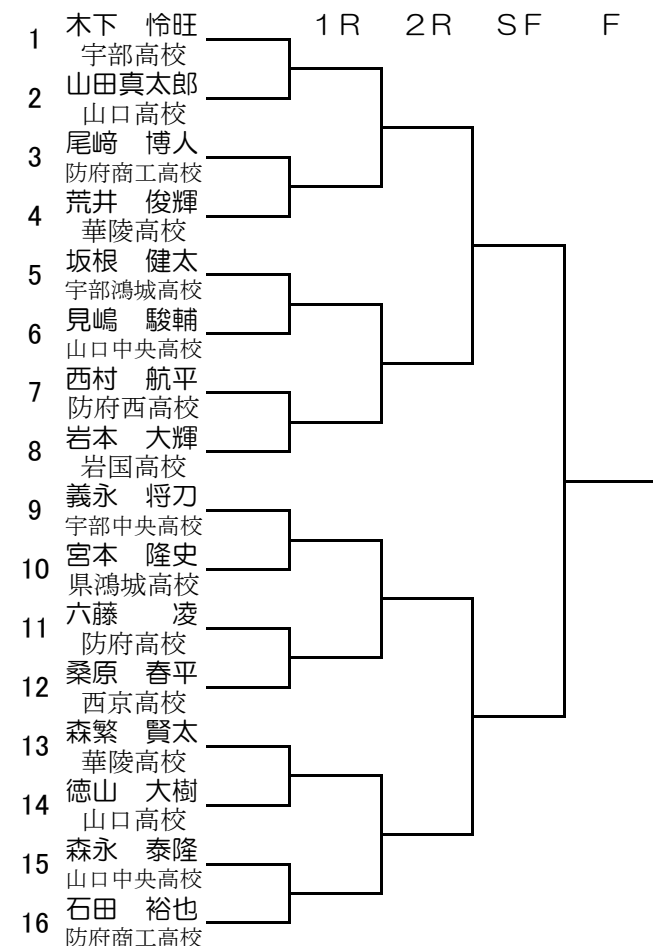 1R 2R SF F
1 木下 怜旺
宇部高校
2 山田真太郎
山口高校
3 尾﨑 博人
防府商工高校
4 荒井 俊輝
華陵高校
5 坂根 健太
宇部鴻城高校
6 見嶋 駿輔
山口中央高校
7 西村 航平
防府西高校
8 岩本 大輝
岩国高校
9 義永 将刀
宇部中央高校
10 宮本 隆史
県鴻城高校
11 六藤 凌
防府高校
12 桑原 春平
西京高校
13 森繁 賢太
華陵高校
14 徳山 大樹
山口高校
15 森永 泰隆
山口中央高校
16 石田 裕也
防府商工高校